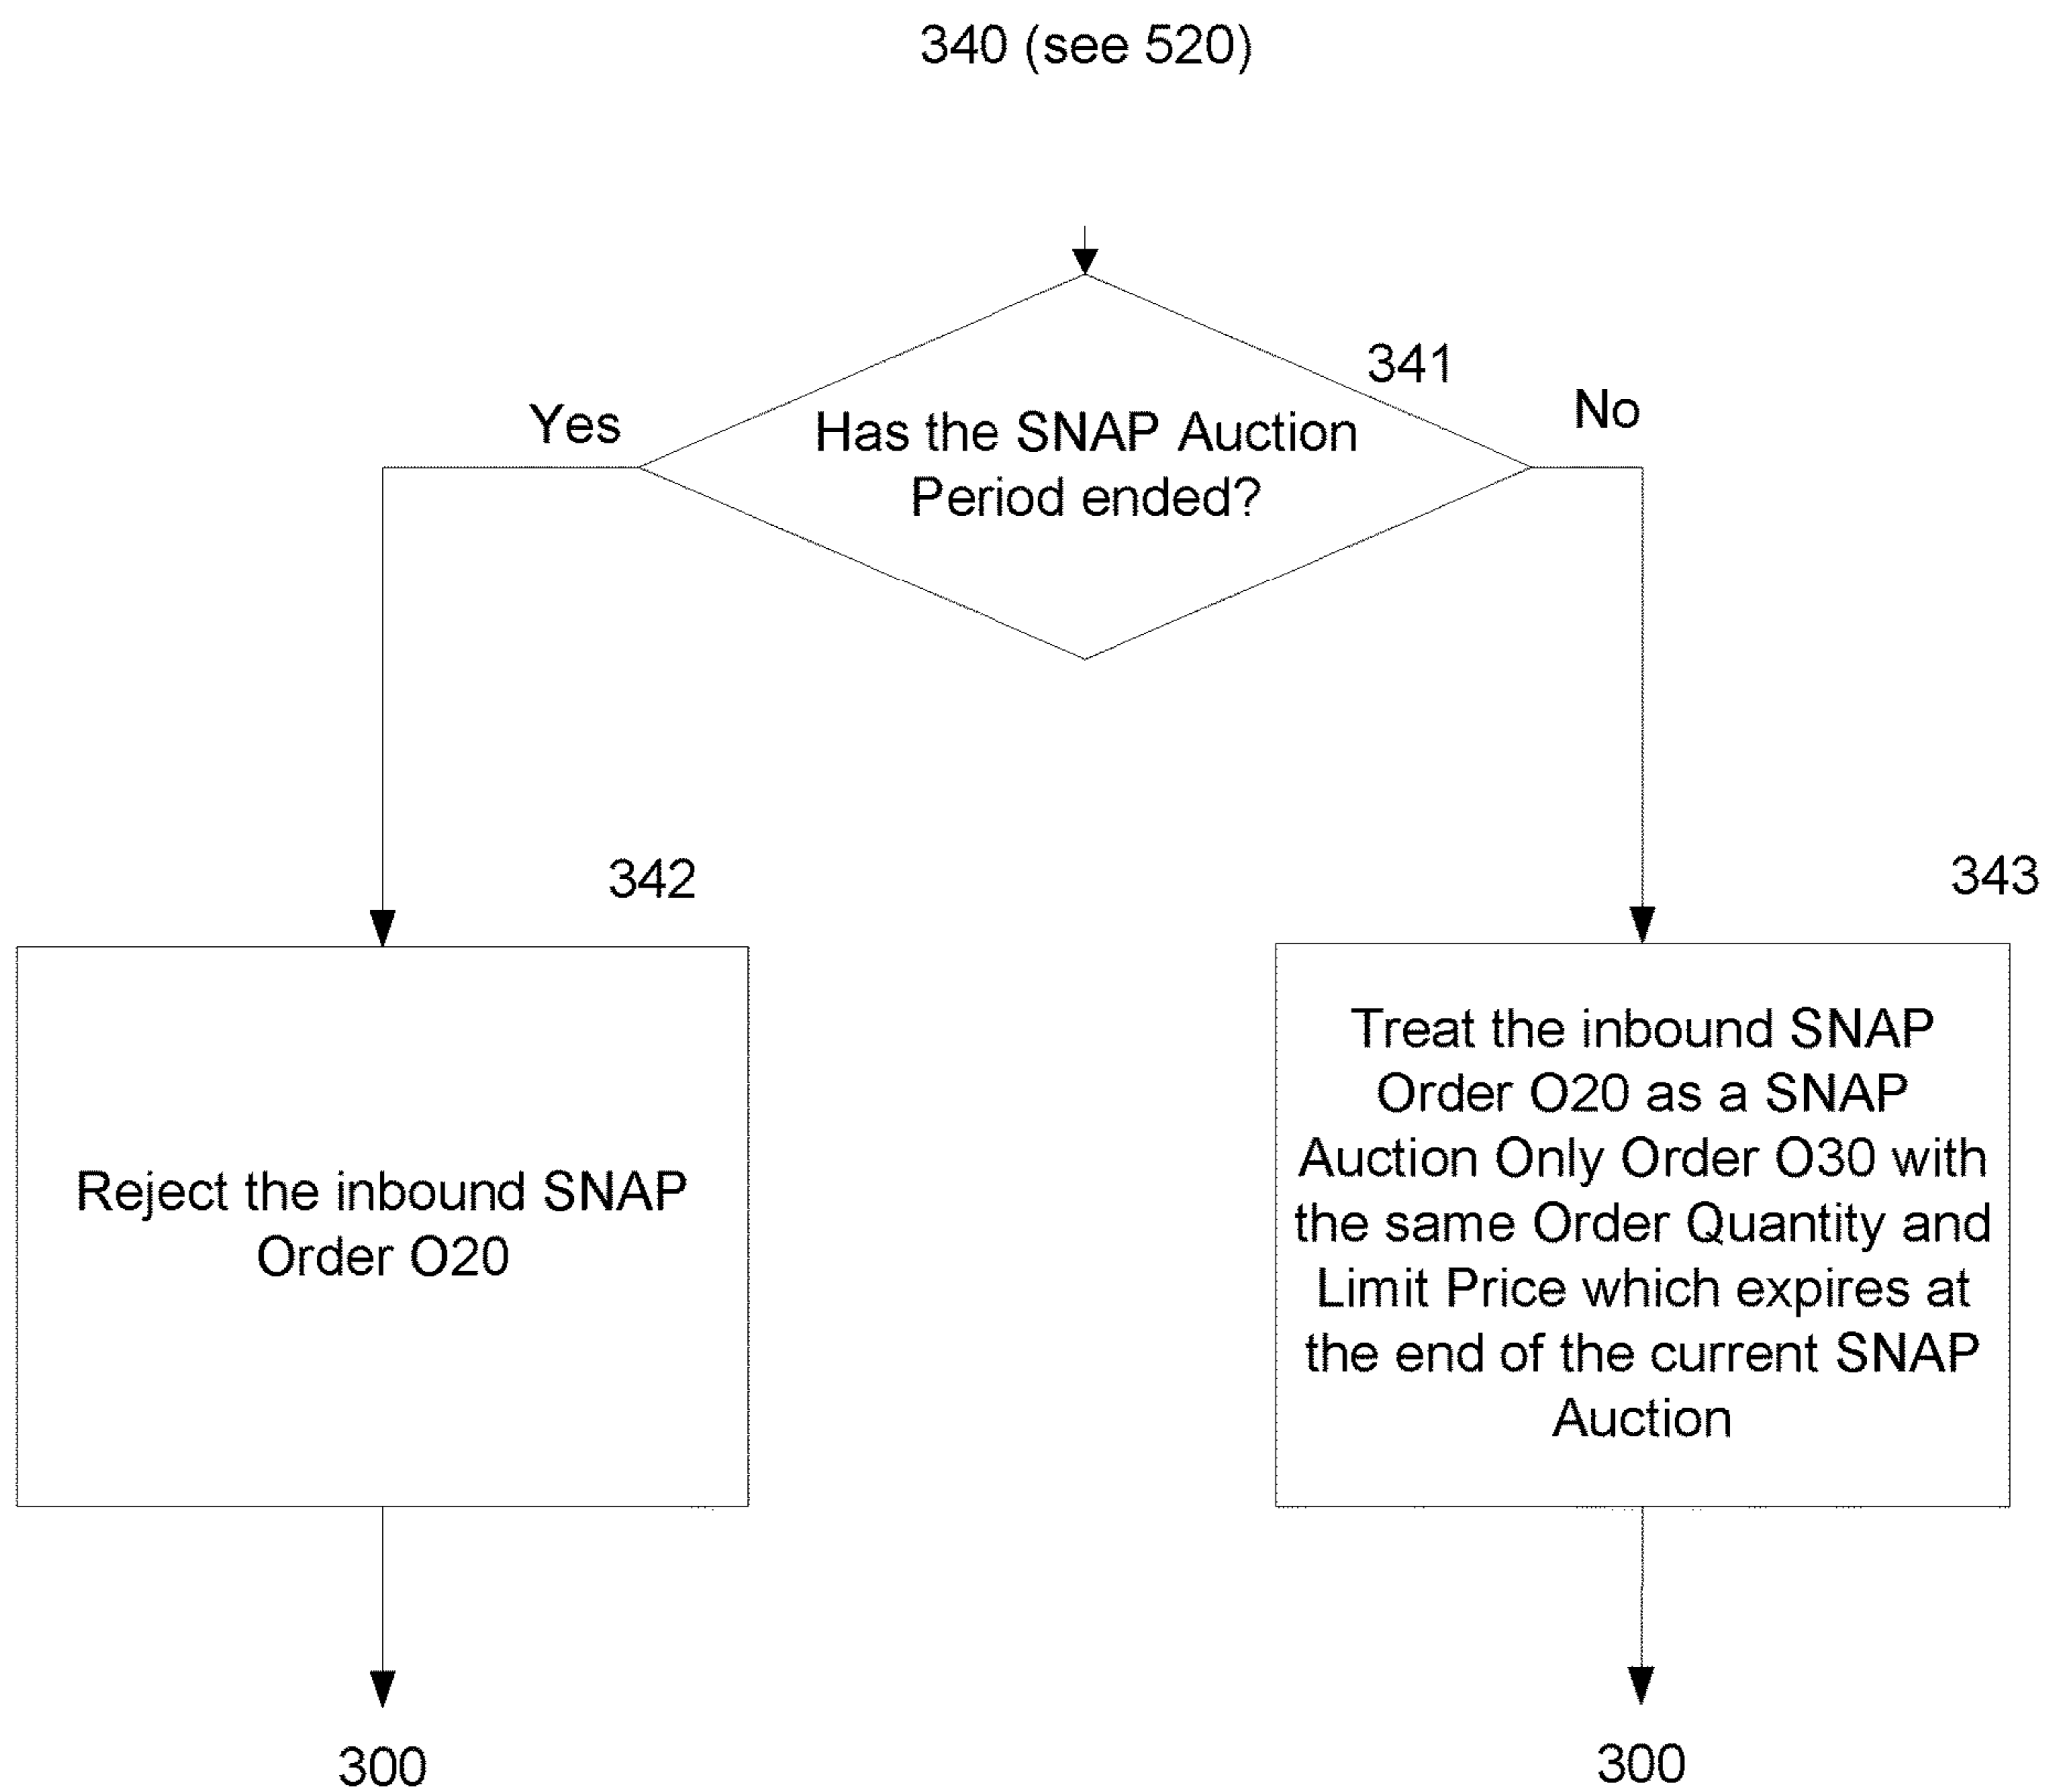 340 (see 520)
341
Yes
No
Has the SNAP Auction
Period ended?
342
343
Reject the inbound SNAP
Order O20
Treat the inbound SNAP
Order O20 as a SNAP
Auction Only Order O30 with
the same Order Quantity and
Limit Price which expires at
the end of the current SNAP
Auction
300
300